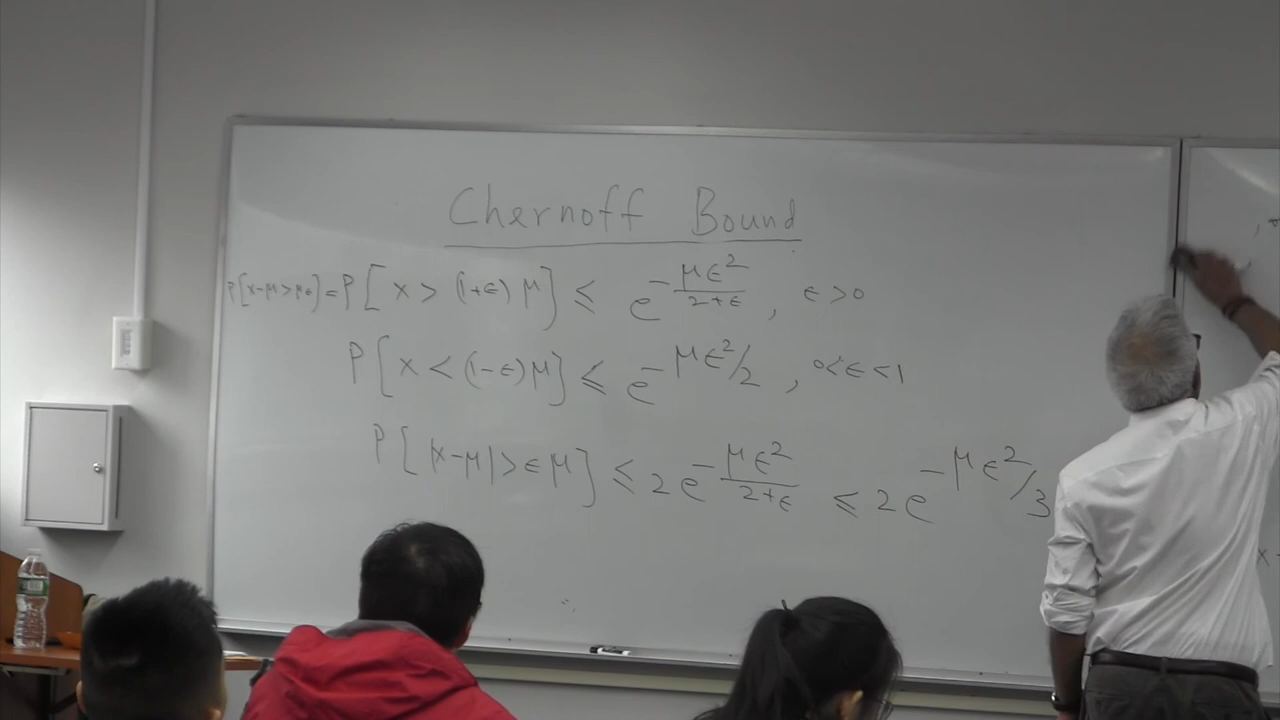 Chernoff Bound
P[x-μ>με] = P[x > (1+ε)μ] ≤ e^{-με²/(2+ε)}, ε>0
P[x < (1-ε)μ] ≤ e^{-με²/2}, 0<ε<1
P[|x-μ|>εμ] ≤ 2e^{-με²/(2+ε)} ≤ 2e^{-με²/3}